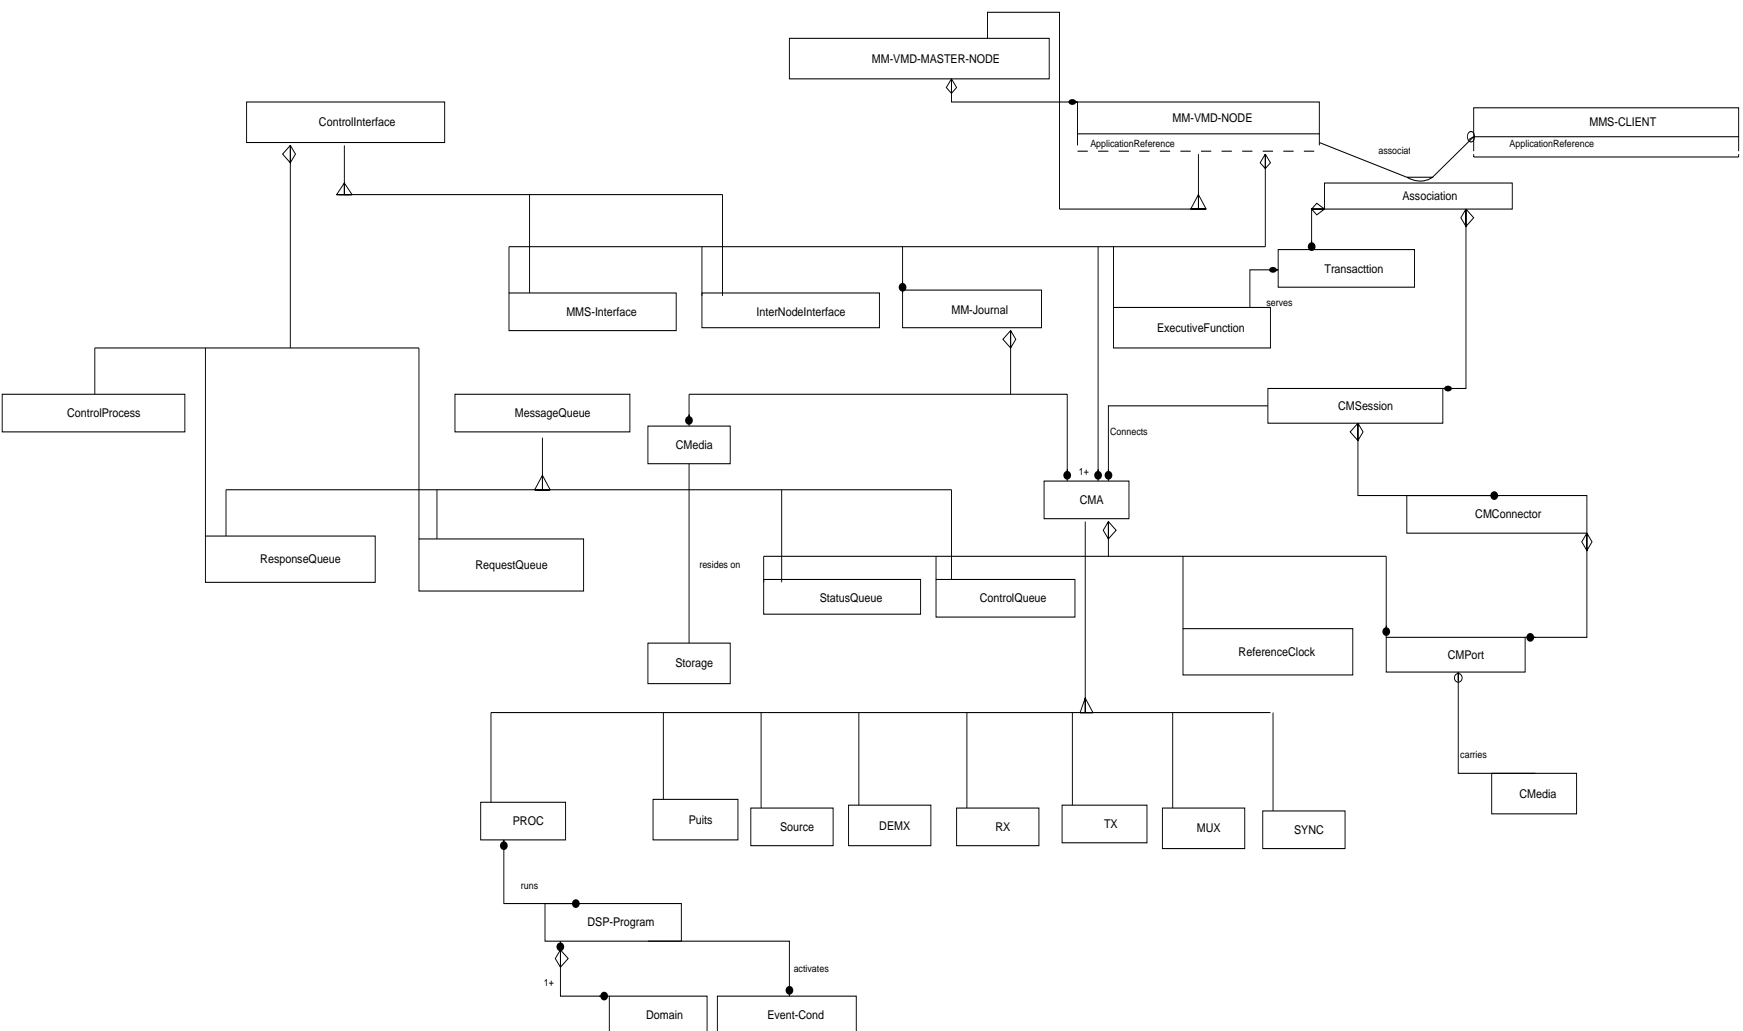 MM-VMD-MASTER-NODE
ControlInterface
MM-VMD-NODE
MMS-CLIENT
ApplicationReference
associat
ApplicationReference
Association
Transacttion
serves
MMS-Interface
InterNodeInterface
MM-Journal
ExecutiveFunction
ControlProcess
MessageQueue
CMSession
Connects
CMedia
1+
CMA
CMConnector
ResponseQueue
RequestQueue
resides on
StatusQueue
ControlQueue
ReferenceClock
CMPort
Storage
carries
CMedia
PROC
Puits
Source
DEMX
RX
TX
MUX
SYNC
runs
DSP-Program
activates
1+
Domain
Event-Cond